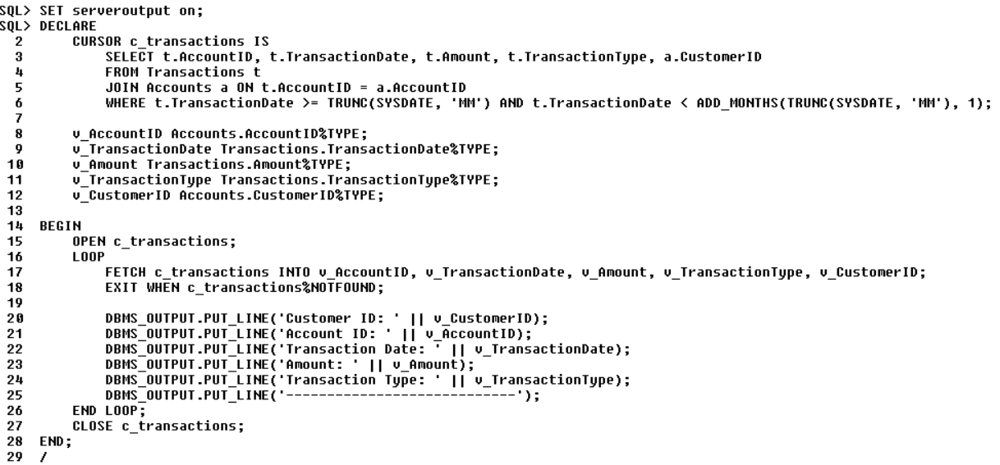 SQL> SET serveroutput on;
SQL> DECLARE
  2      CURSOR c_transactions IS
  3          SELECT t.AccountID, t.TransactionDate, t.Amount, t.TransactionType, a.CustomerID
  4          FROM Transactions t
  5          JOIN Accounts a ON t.AccountID = a.AccountID
  6          WHERE t.TransactionDate >= TRUNC(SYSDATE, 'MM') AND t.TransactionDate < ADD_MONTHS(TRUNC(SYSDATE, 'MM'), 1);
  7
  8      v_AccountID Accounts.AccountID%TYPE;
  9      v_TransactionDate Transactions.TransactionDate%TYPE;
 10      v_Amount Transactions.Amount%TYPE;
 11      v_TransactionType Transactions.TransactionType%TYPE;
 12      v_CustomerID Accounts.CustomerID%TYPE;
 13
 14  BEGIN
 15      OPEN c_transactions;
 16      LOOP
 17          FETCH c_transactions INTO v_AccountID, v_TransactionDate, v_Amount, v_TransactionType, v_CustomerID;
 18          EXIT WHEN c_transactions%NOTFOUND;
 19
 20          DBMS_OUTPUT.PUT_LINE('Customer ID: ' || v_CustomerID);
 21          DBMS_OUTPUT.PUT_LINE('Account ID: ' || v_AccountID);
 22          DBMS_OUTPUT.PUT_LINE('Transaction Date: ' || v_TransactionDate);
 23          DBMS_OUTPUT.PUT_LINE('Amount: ' || v_Amount);
 24          DBMS_OUTPUT.PUT_LINE('Transaction Type: ' || v_TransactionType);
 25          DBMS_OUTPUT.PUT_LINE('----------------------------');
 26      END LOOP;
 27      CLOSE c_transactions;
 28  END;
 29  /